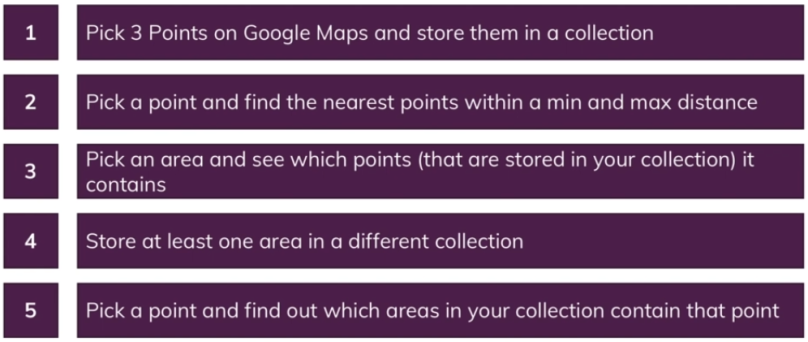 1
Pick 3 Points on Google Maps and store them in a collection
2
Pick a point and find the nearest points within a min and max distance
3
Pick an area and see which points (that are stored in your collection) it
contains
4
Store at least one area in a different collection
5
Pick a point and find out which areas in your collection contain that point